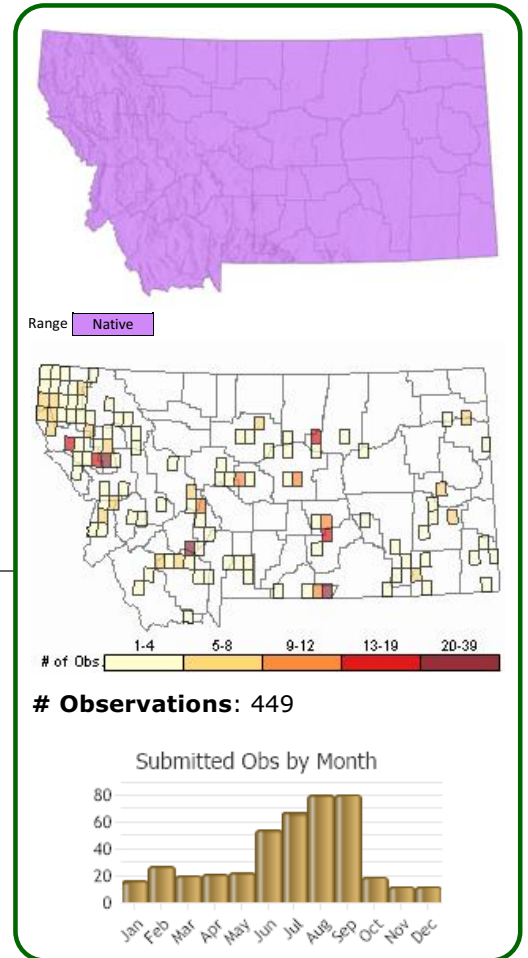 Range Native
1-4 5-8 9-12 13-19 20-39
# of Obs.
# Observations: 449
Submitted Obs by Month
80
60
40
20
0
Jan Feb Mar Apr May Jun Jul Aug Sep Oct Nov Dec